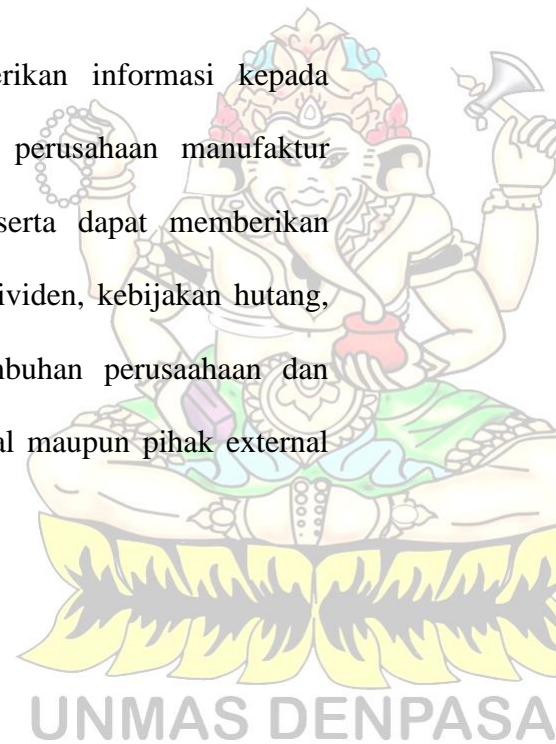 erikan informasi kepada
perusahaan manufaktur
serta dapat memberikan
ividen, kebijakan hutang,
nbuhan perusaahaan dan
al maupun pihak external
UNMAS DENPASA